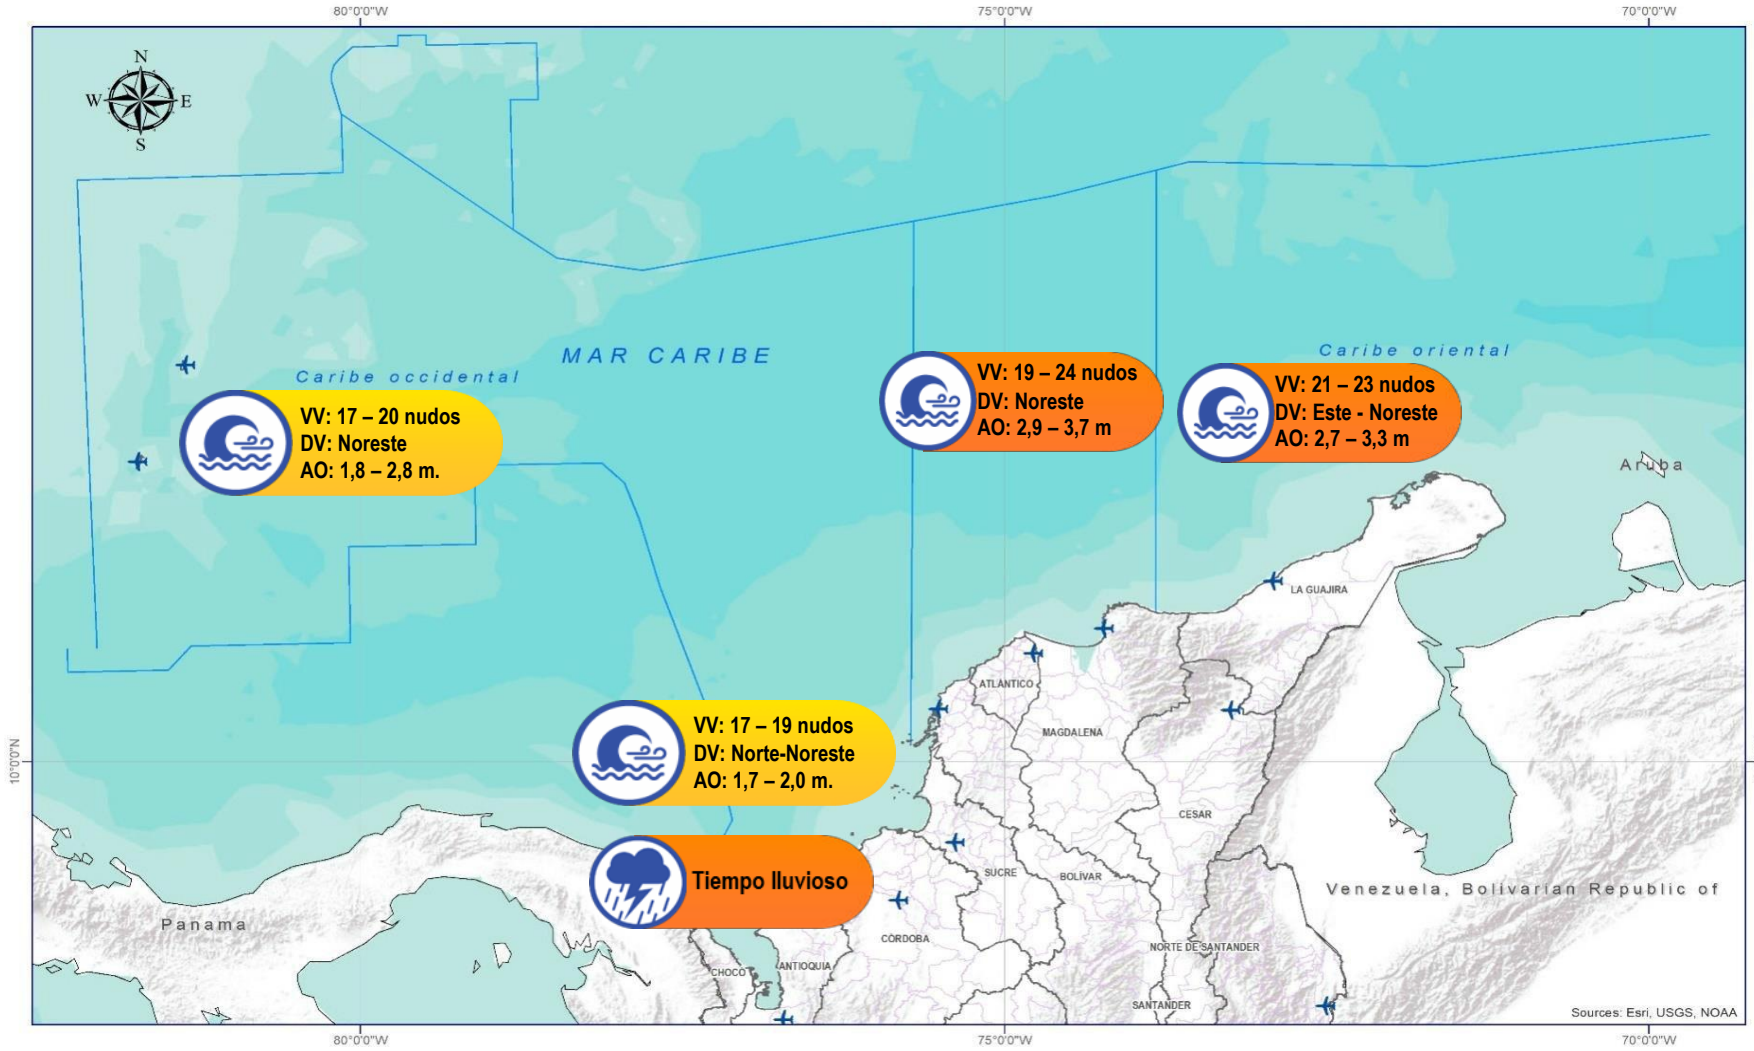 80°0'0"W
75°0'0"W
70°0'0"W
N
W
E
S
MAR CARIBE
Caribe occidental
Caribe oriental
VV: 17 – 20 nudos
DV: Noreste
AO: 1,8 – 2,8 m.
VV: 19 – 24 nudos
DV: Noreste
AO: 2,9 – 3,7 m
VV: 21 – 23 nudos
DV: Este - Noreste
AO: 2,7 – 3,3 m
Aruba
LA GUAJIRA
ATLÁNTICO
MAGDALENA
VV: 17 – 19 nudos
DV: Norte-Noreste
AO: 1,7 – 2,0 m.
10°0'0"N
CESAR
Tiempo lluvioso
SUCRE
BOLÍVAR
Venezuela, Bolivarian Republic of
Panama
CÓRDOBA
NORTE DE SANTANDER
CHOCÓ
ANTIOQUIA
SANTANDER
Sources: Esri, USGS, NOAA
80°0'0"W
75°0'0"W
70°0'0"W